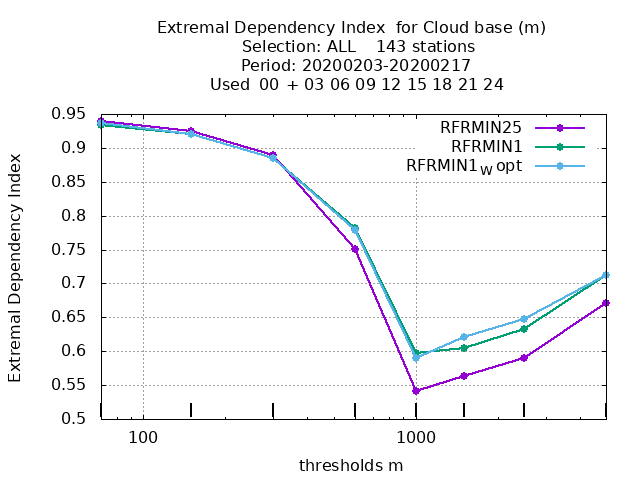 Extremal Dependency Index  for Cloud base (m)
Selection: ALL    143 stations
Period: 20200203-20200217
Used  00 + 03 06 09 12 15 18 21 24
RFRMIN25
RFRMIN1
RFRMIN1W opt
Extremal Dependency Index
0.95
0.9
0.85
0.8
0.75
0.7
0.65
0.6
0.55
0.5
100 1000
thresholds m